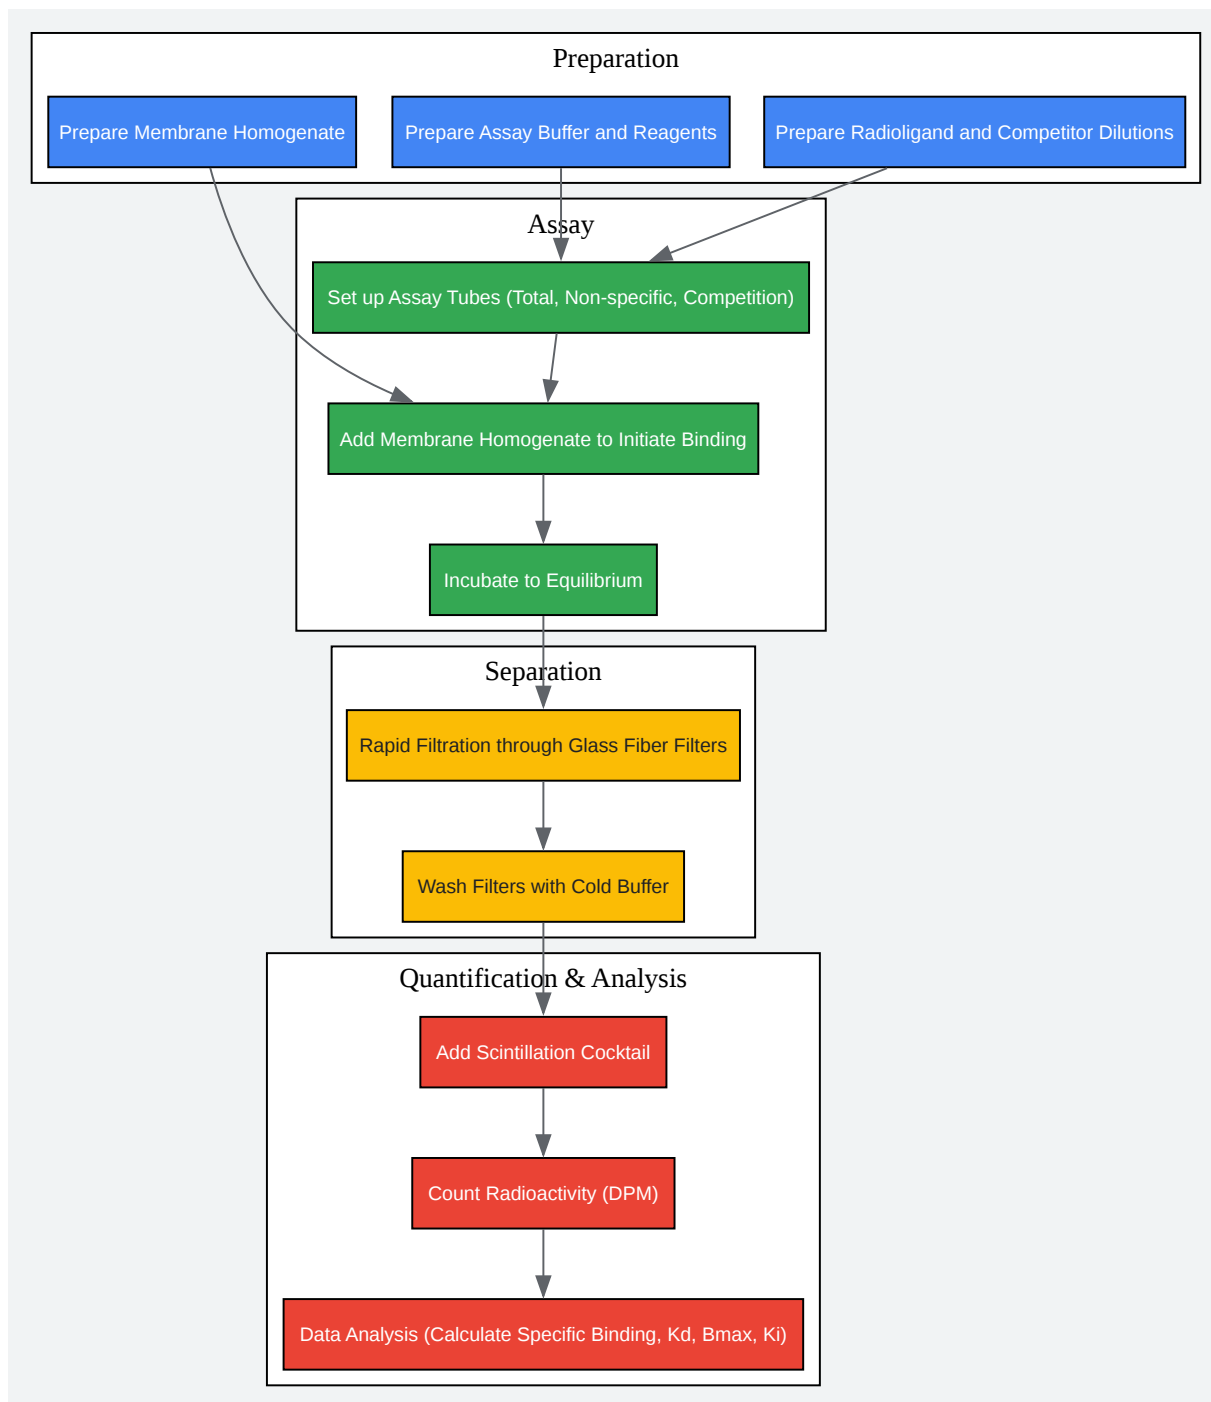 Preparation
Prepare Membrane Homogenate
Prepare Assay Buffer and Reagents
Prepare Radioligand and Competitor Dilutions
Assay
Set up Assay Tubes (Total, Non-specific, Competition)
Add Membrane Homogenate to Initiate Binding
Incubate to Equilibrium
Separation
Rapid Filtration through Glass Fiber Filters
Wash Filters with Cold Buffer
Quantification & Analysis
Add Scintillation Cocktail
Count Radioactivity (DPM)
Data Analysis (Calculate Specific Binding, Kd, Bmax, Ki)